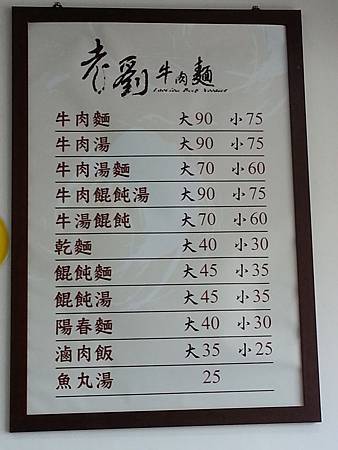 老劉牛肉麵
Laoliou Beef Noodles
牛肉麵 大90 小75
牛肉湯 大90 小75
牛肉湯麵 大70 小60
牛肉餛飩湯 大90 小75
牛湯餛飩 大70 小60
乾麵 大40 小30
餛飩麵 大45 小35
餛飩湯 大45 小35
陽春麵 大40 小30
滷肉飯 大35 小25
魚丸湯 25